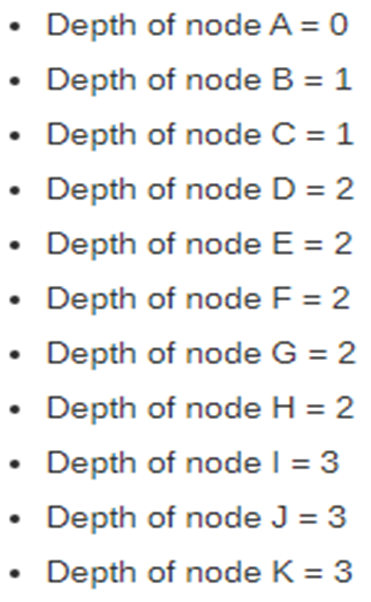 • Depth of node A = 0
• Depth of node B = 1
• Depth of node C = 1
• Depth of node D = 2
• Depth of node E = 2
• Depth of node F = 2
• Depth of node G = 2
• Depth of node H = 2
• Depth of node I = 3
• Depth of node J = 3
• Depth of node K = 3